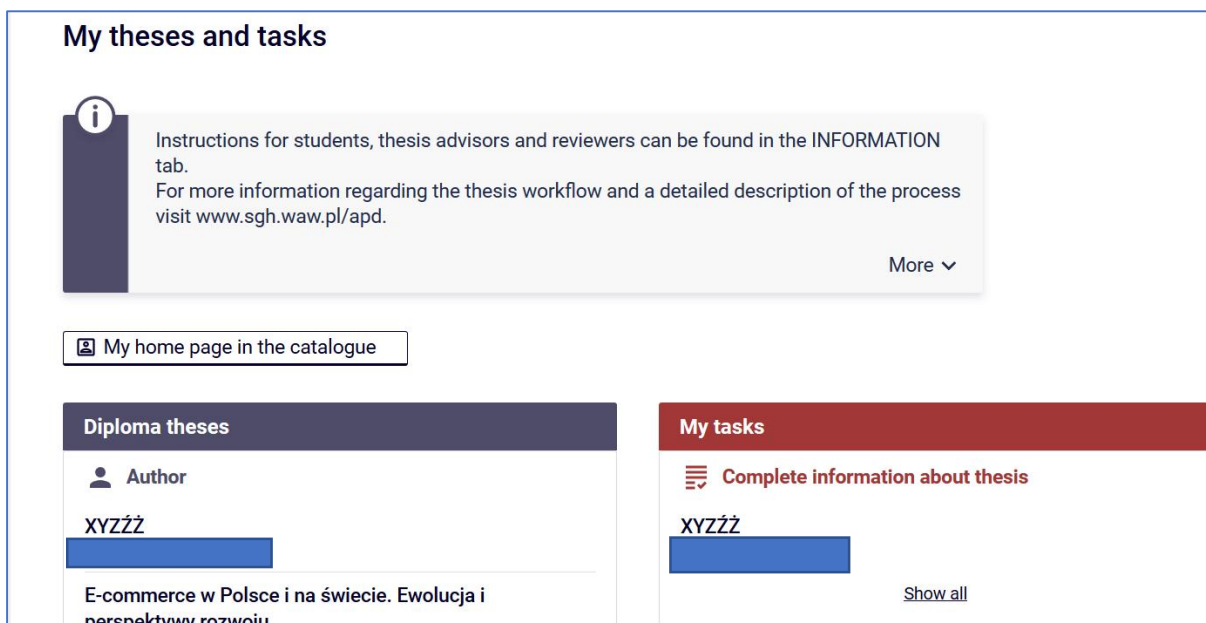 My theses and tasks
Instructions for students, thesis advisors and reviewers can be found in the INFORMATION
tab.
For more information regarding the thesis workflow and a detailed description of the process
visit www.sgh.waw.pl/apd.
More
My home page in the catalogue
Diploma theses
Author
XYZŹŻ
E-commerce w Polsce i na świecie. Ewolucja i
perspektywy rozwoju
My tasks
Complete information about thesis
XYZŹŻ
Show all